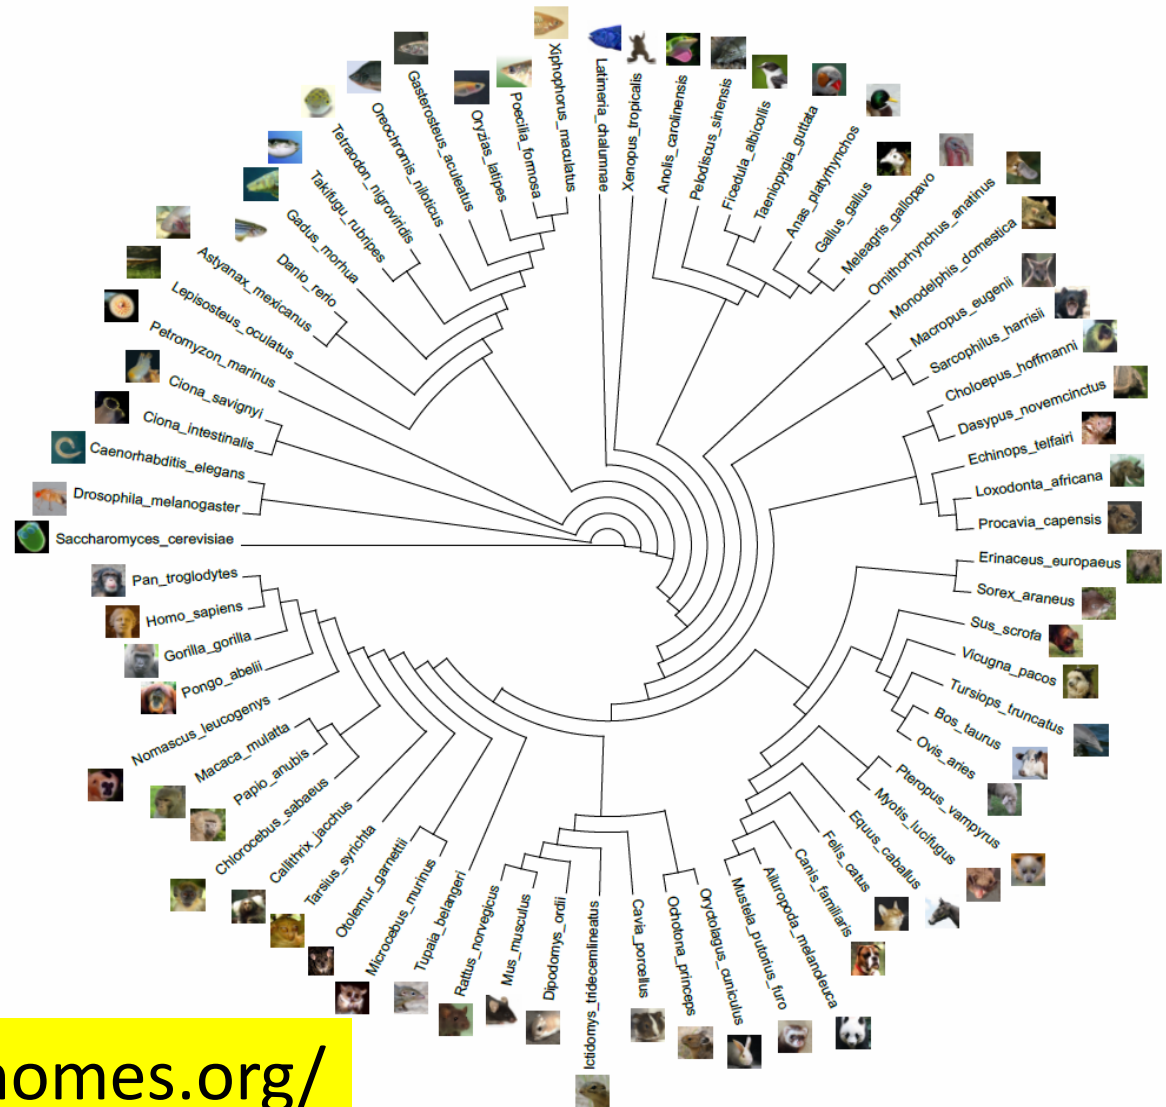 Xiphophorus_maculatus
Latimeria_chalumnae
Xenopus_tropicalis
Anolis_carolinensis
Pelodiscus_sinensis
Ficedula_albicollis
Taeniopygia_guttata
Anas_platyrhynchos
Gallus_gallus
Meleagris_gallopavo
Ornithorhynchus_anatinus
Monodelphis_domestica
Macropus_eugenii
Sarcophilus_harrisii
Choloepus_hoffmanni
Dasypus_novemcinctus
Echinops_telfairi
Loxodonta_africana
Procavia_capensis
Erinaceus_europaeus
Sorex_araneus
Sus_scrofa
Vicugna_pacos
Tursiops_truncatus
Bos_taurus
Ovis_aries
Pteropus_vampyrus
Myotis_lucifugus
Equus_caballus
Felis_catus
Canis_familiaris
Ailuropoda_melanoleuca
Mustela_putorius_furo
Oryctolagus_cuniculus
Ochotona_princeps
Cavia_porcellus
Ictidomys_tridecemlineatus
Dipodomys_ordii
Mus_musculus
Rattus_norvegicus
Tupaia_belangeri
Microcebus_murinus
Otolemur_garnettii
Tarsius_syrichta
Callithrix_jacchus
Chlorocebus_sabaeus
Papio_anubis
Macaca_mulatta
Nomascus_leucogenys
Pongo_abelii
Gorilla_gorilla
Homo_sapiens
Pan_troglodytes
Saccharomyces_cerevisiae
Drosophila_melanogaster
Caenorhabditis_elegans
Ciona_intestinalis
Ciona_savignyi
Petromyzon_marinus
Lepisosteus_oculatus
Astyanax_mexicanus
Danio_rerio
Gadus_morhua
Takifugu_rubripes
Tetraodon_nigroviridis
Oreochromis_niloticus
Gasterosteus_aculeatus
Oryzias_latipes
Poecilia_formosa
nomes.org/